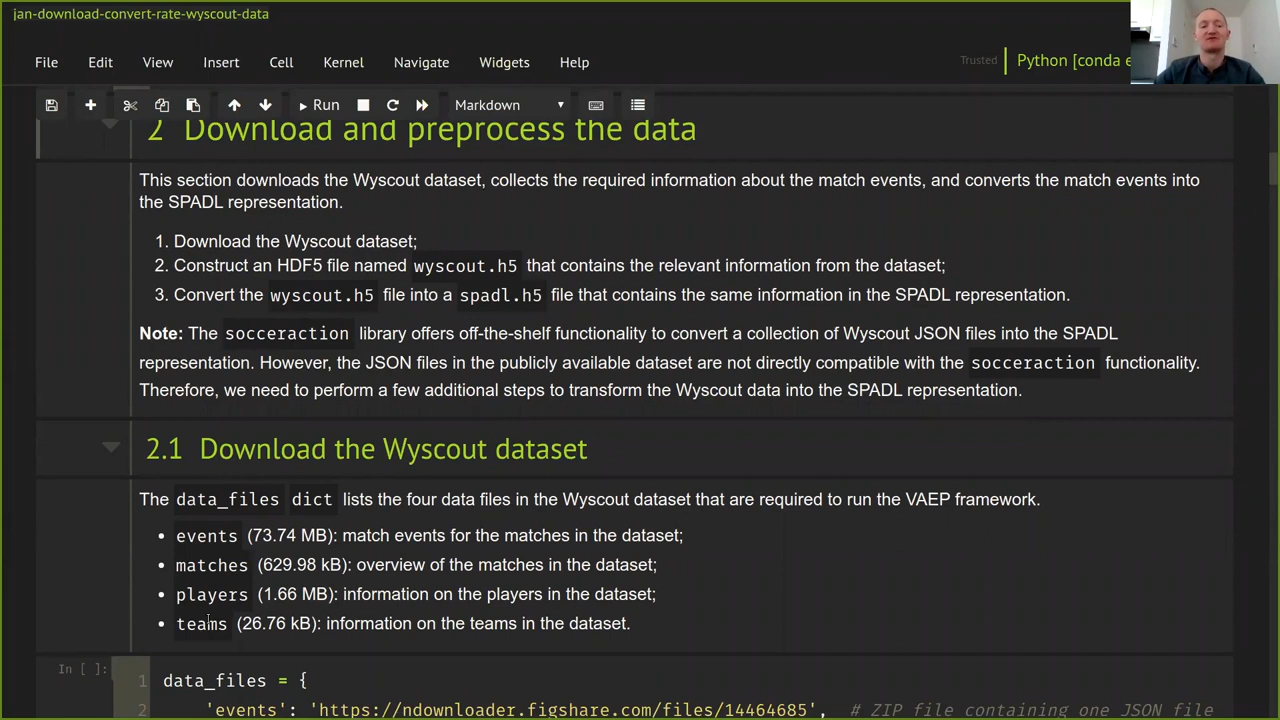 jan-download-convert-rate-wyscout-data
File Edit View Insert Cell Kernel Navigate Widgets Help
Trusted Python [conda e
Run Markdown
2 Download and preprocess the data
This section downloads the Wyscout dataset, collects the required information about the match events, and converts the match events into
the SPADL representation.
1. Download the Wyscout dataset;
2. Construct an HDF5 file named wyscout.h5 that contains the relevant information from the dataset;
3. Convert the wyscout.h5 file into a spadl.h5 file that contains the same information in the SPADL representation.
Note: The socceraction library offers off-the-shelf functionality to convert a collection of Wyscout JSON files into the SPADL
representation. However, the JSON files in the publicly available dataset are not directly compatible with the socceraction functionality.
Therefore, we need to perform a few additional steps to transform the Wyscout data into the SPADL representation.
2.1 Download the Wyscout dataset
The data_files dict lists the four data files in the Wyscout dataset that are required to run the VAEP framework.
• events (73.74 MB): match events for the matches in the dataset;
• matches (629.98 kB): overview of the matches in the dataset;
• players (1.66 MB): information on the players in the dataset;
• teams (26.76 kB): information on the teams in the dataset.
In [ ]:
1 data_files = {
2 'events': 'https://ndownloader.figshare.com/files/14464685', # ZIP file containing one JSON file